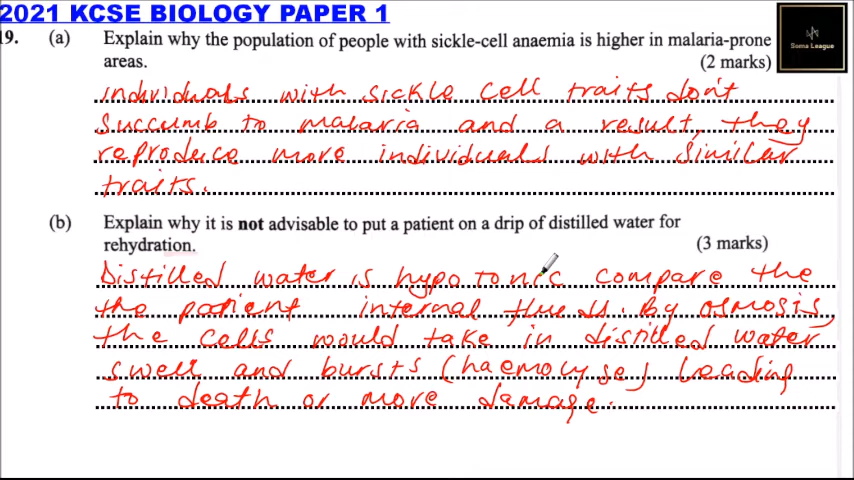 2021 KCSE BIOLOGY PAPER 1
19. (a) Explain why the population of people with sickle-cell anaemia is higher in malaria-prone
areas. (2 marks)
Soma League
individuals with sickle cell traits don't
succumb to malaria and a result, they
reproduce more individuals with similar
traits.
(b) Explain why it is not advisable to put a patient on a drip of distilled water for
rehydration. (3 marks)
Distilled water is hypotonic compare the
the patient internal fluids. By osmosis,
the cells would take in distilled water
swell and bursts (haemolyse) leading
to death or more damage.